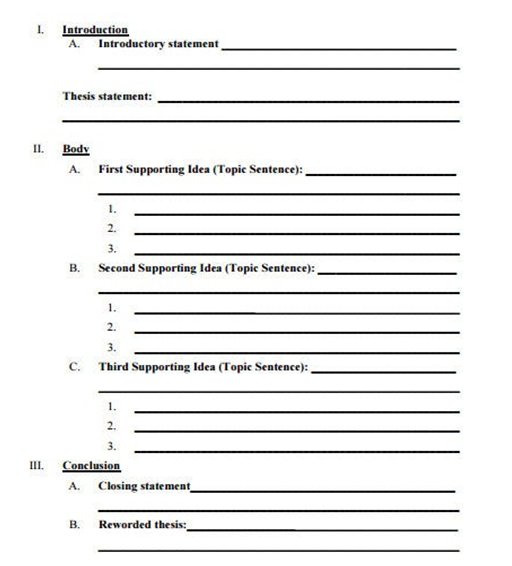 I. Introduction
A. Introductory statement
Thesis statement:
II. Body
A. First Supporting Idea (Topic Sentence):
1.
2.
3.
B. Second Supporting Idea (Topic Sentence):
1.
2.
3.
C. Third Supporting Idea (Topic Sentence):
1.
2.
3.
III. Conclusion
A. Closing statement
B. Reworded thesis: